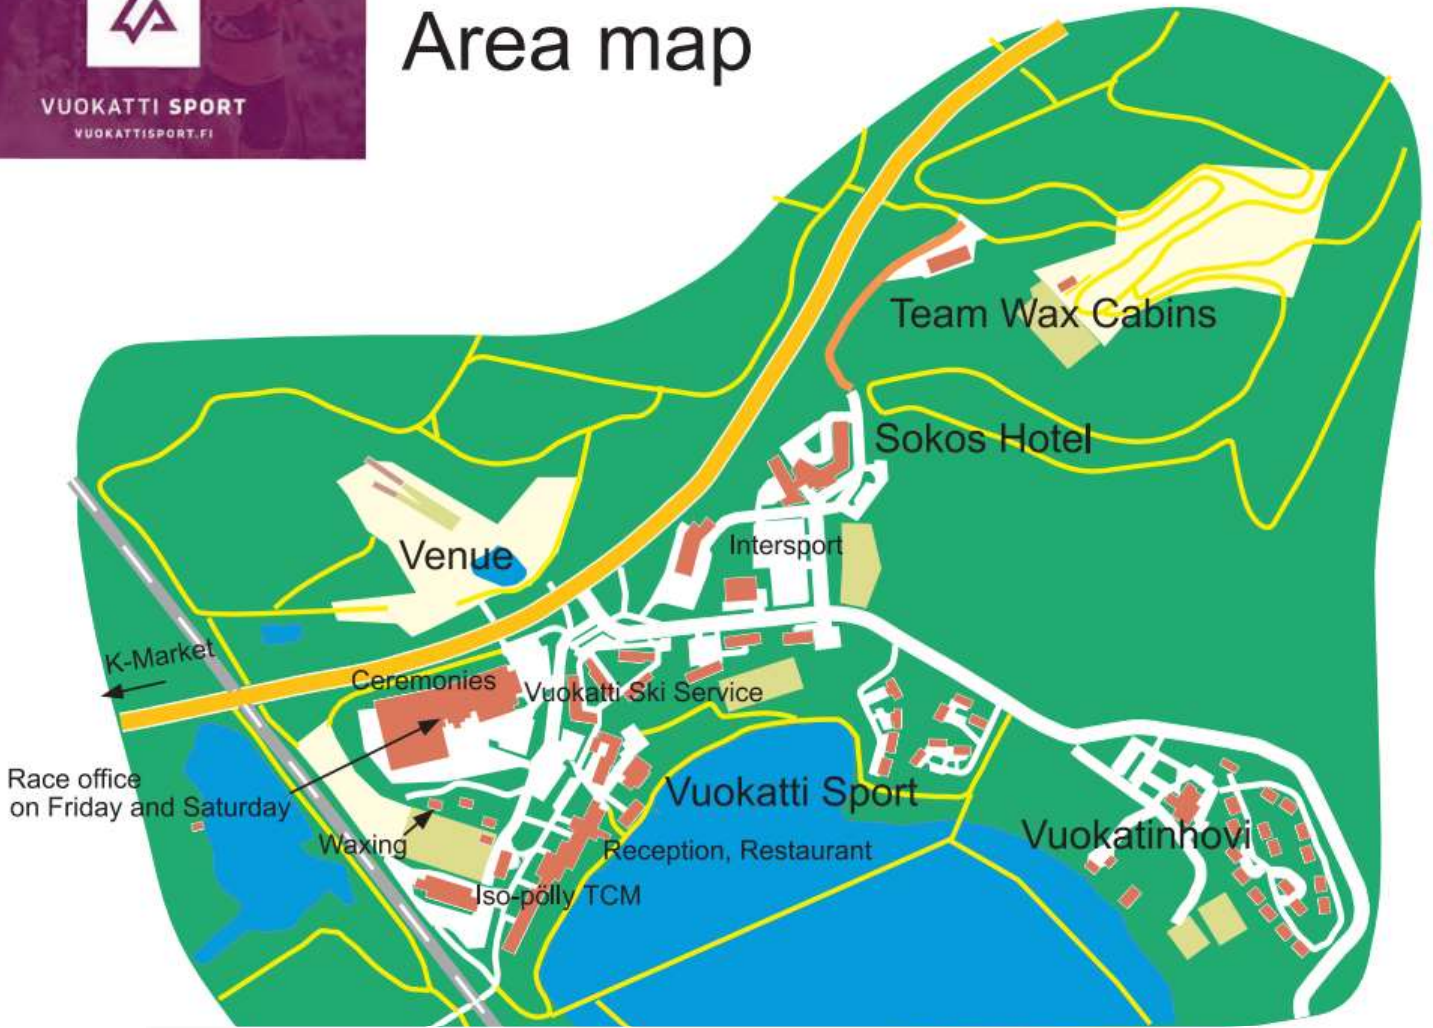 Area map
VUOKATTI SPORT
VUOKATTISPORT.FI
Team Wax Cabins
Sokos Hotel
Venue
Intersport
K-Market
Ceremonies
Vuokatti Ski Service
Race office
on Friday and Saturday
Vuokatti Sport
Waxing
Reception, Restaurant
Vuokatinhovi
Iso-pölly TCM